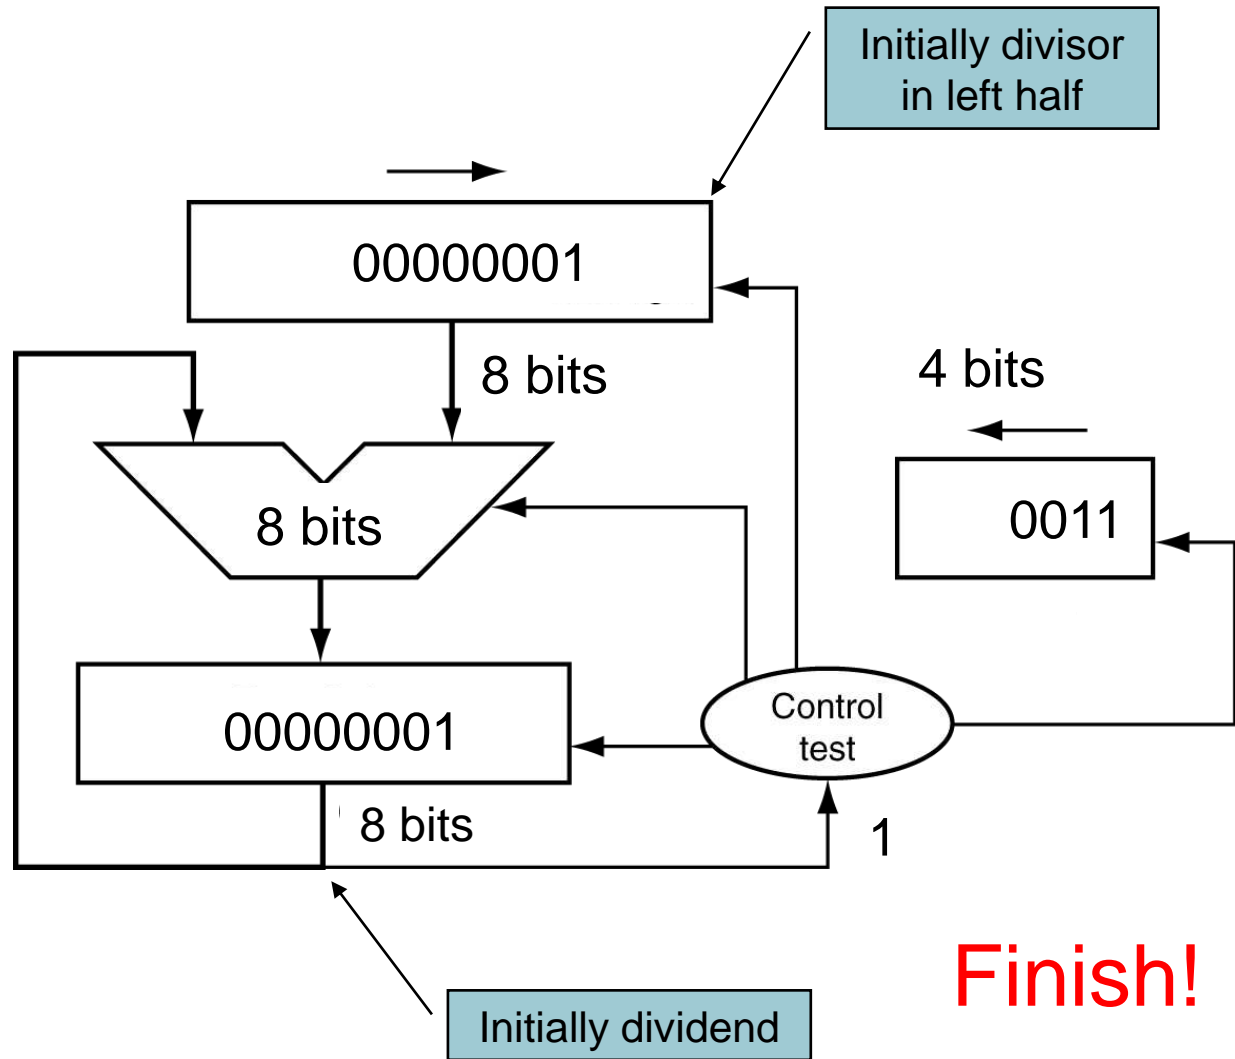 Initially divisor
in left half
00000001
8 bits
4 bits
8 bits
0011
00000001
Control
test
8 bits
1
Finish!
Initially dividend